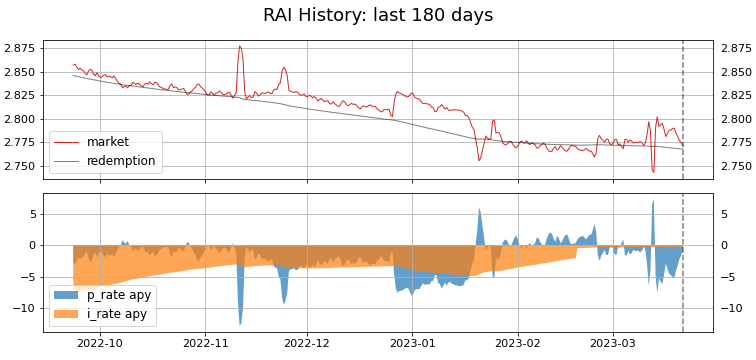 RAI History: last 180 days
2.875 2.875
2.850 2.850
2.825 2.825
2.800 2.800
2.775 2.775
2.750 2.750
market
redemption
5 5
0 0
−5 −5
−10 −10
p_rate apy
i_rate apy
2022-10 2022-11 2022-12 2023-01 2023-02 2023-03